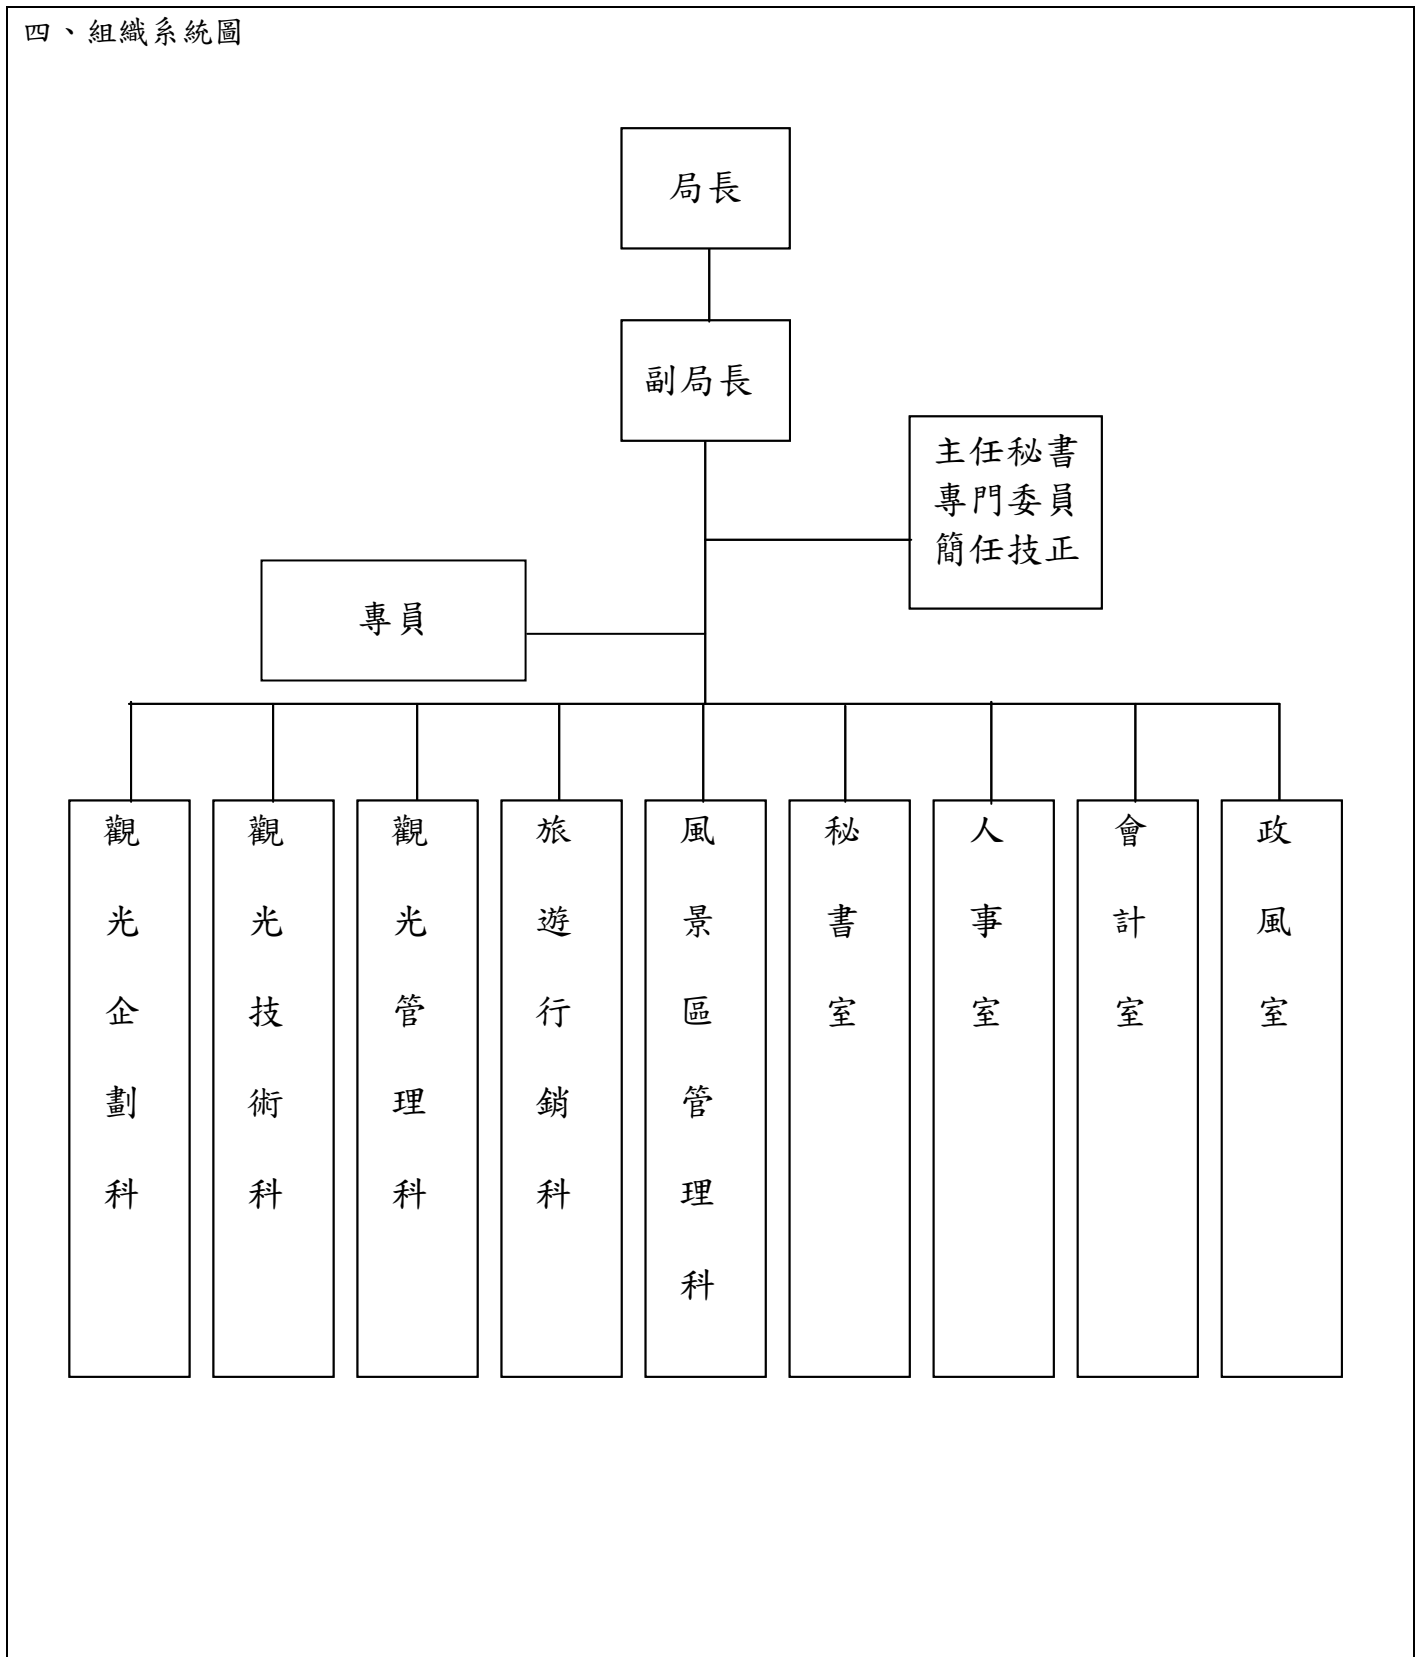 四、組織系統圖
局長
副局長
主任秘書
專門委員
簡任技正
專員
觀光企劃科
觀光技術科
觀光管理科
旅遊行銷科
風景區管理科
秘書室
人事室
會計室
政風室